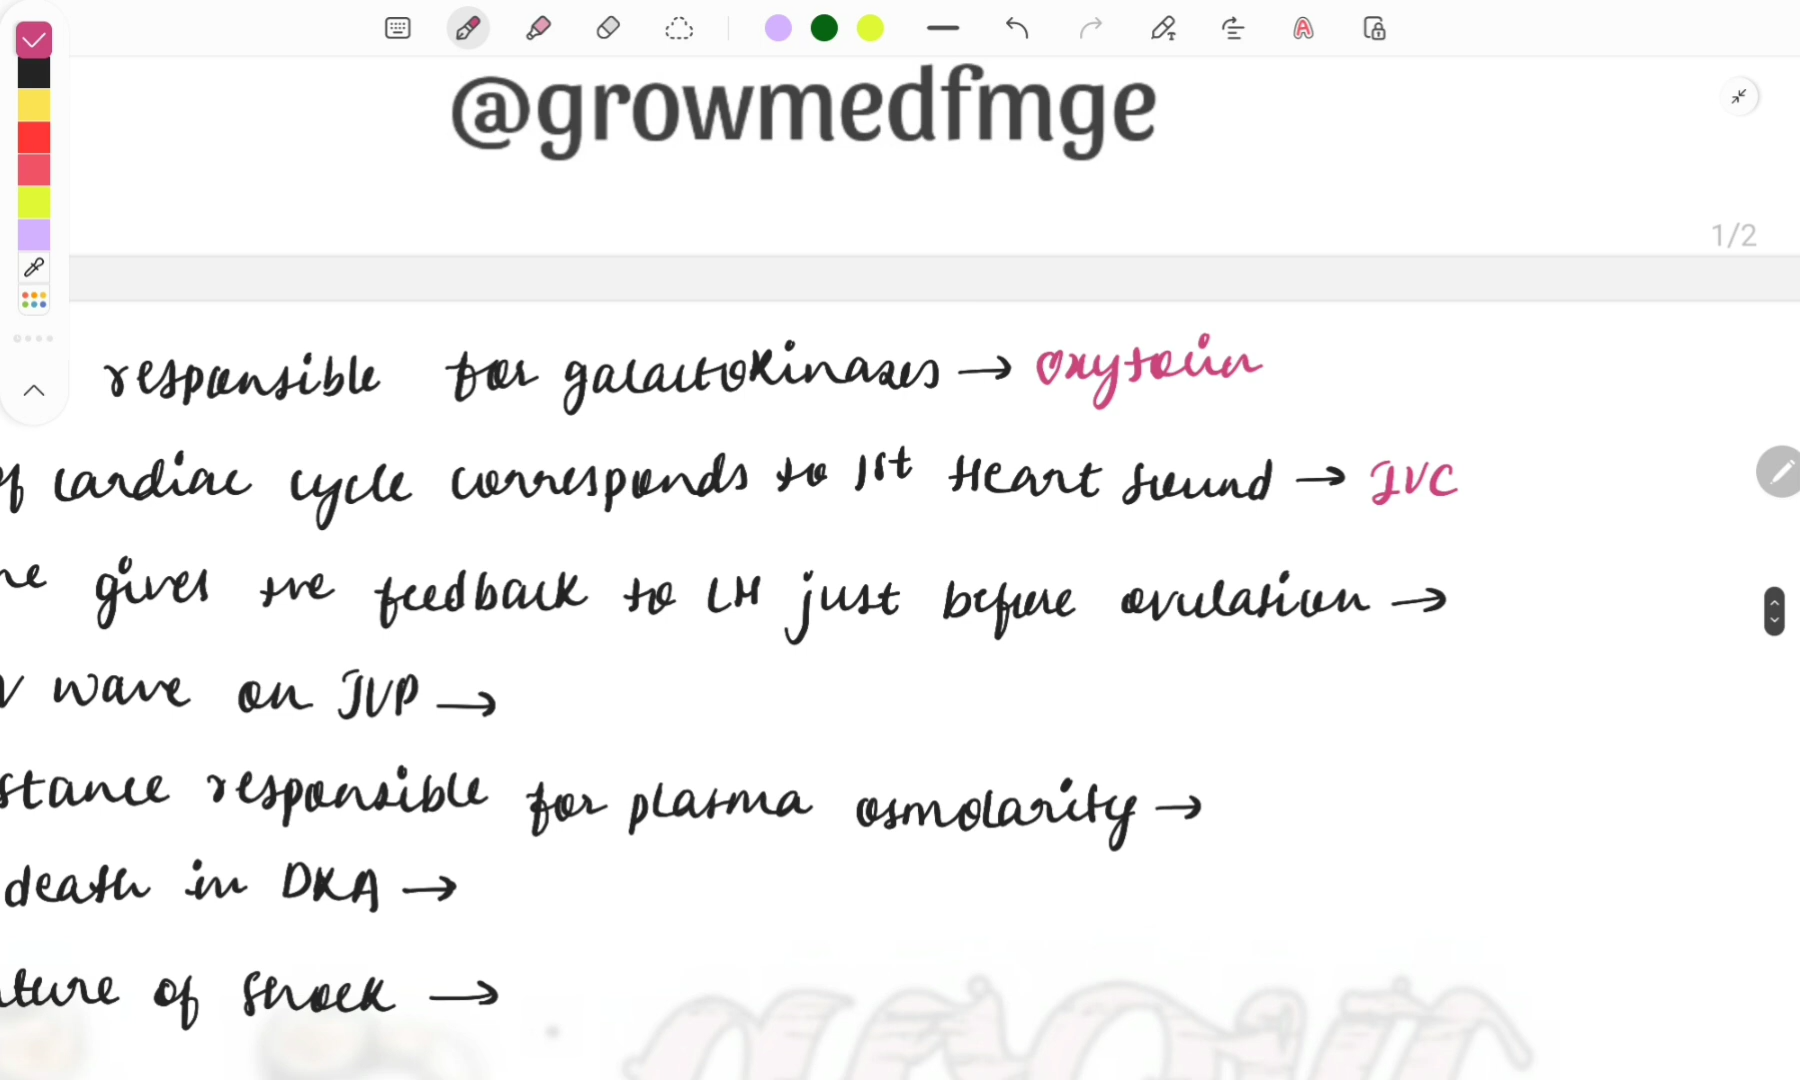 @growmedfmge
1/2
responsible for galactokinases → oxytocin
of cardiac cycle corresponds to 1st Heart sound → IVC
ne gives +ve feedback to LH just before ovulation →
V wave on JVP →
stance responsible for plasma osmolarity →
death in DKA →
ture of shock →